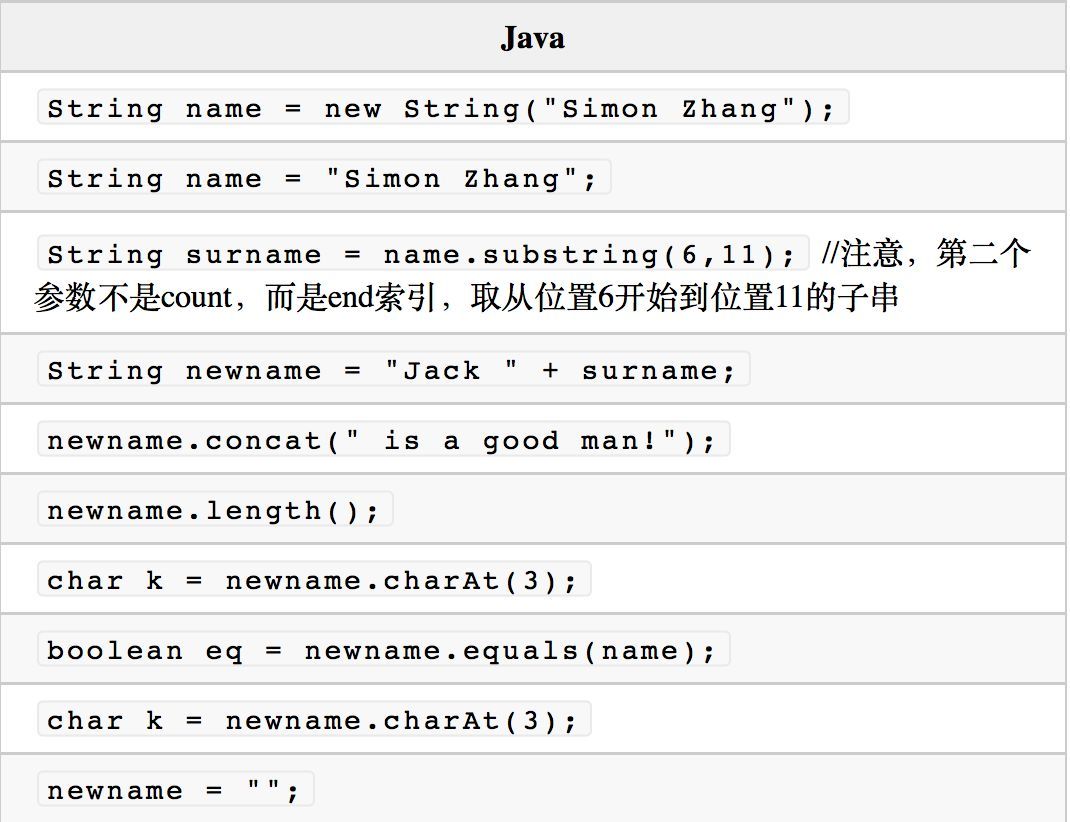 Java
String name = new String("Simon Zhang");
String name = "Simon Zhang";
String surname = name.substring(6,11); //注意，第二个
参数不是count，而是end索引，取从位置6开始到位置11的子串
String newname = "Jack " + surname;
newname.concat(" is a good man!");
newname.length();
char k = newname.charAt(3);
boolean eq = newname.equals(name);
char k = newname.charAt(3);
newname = "";